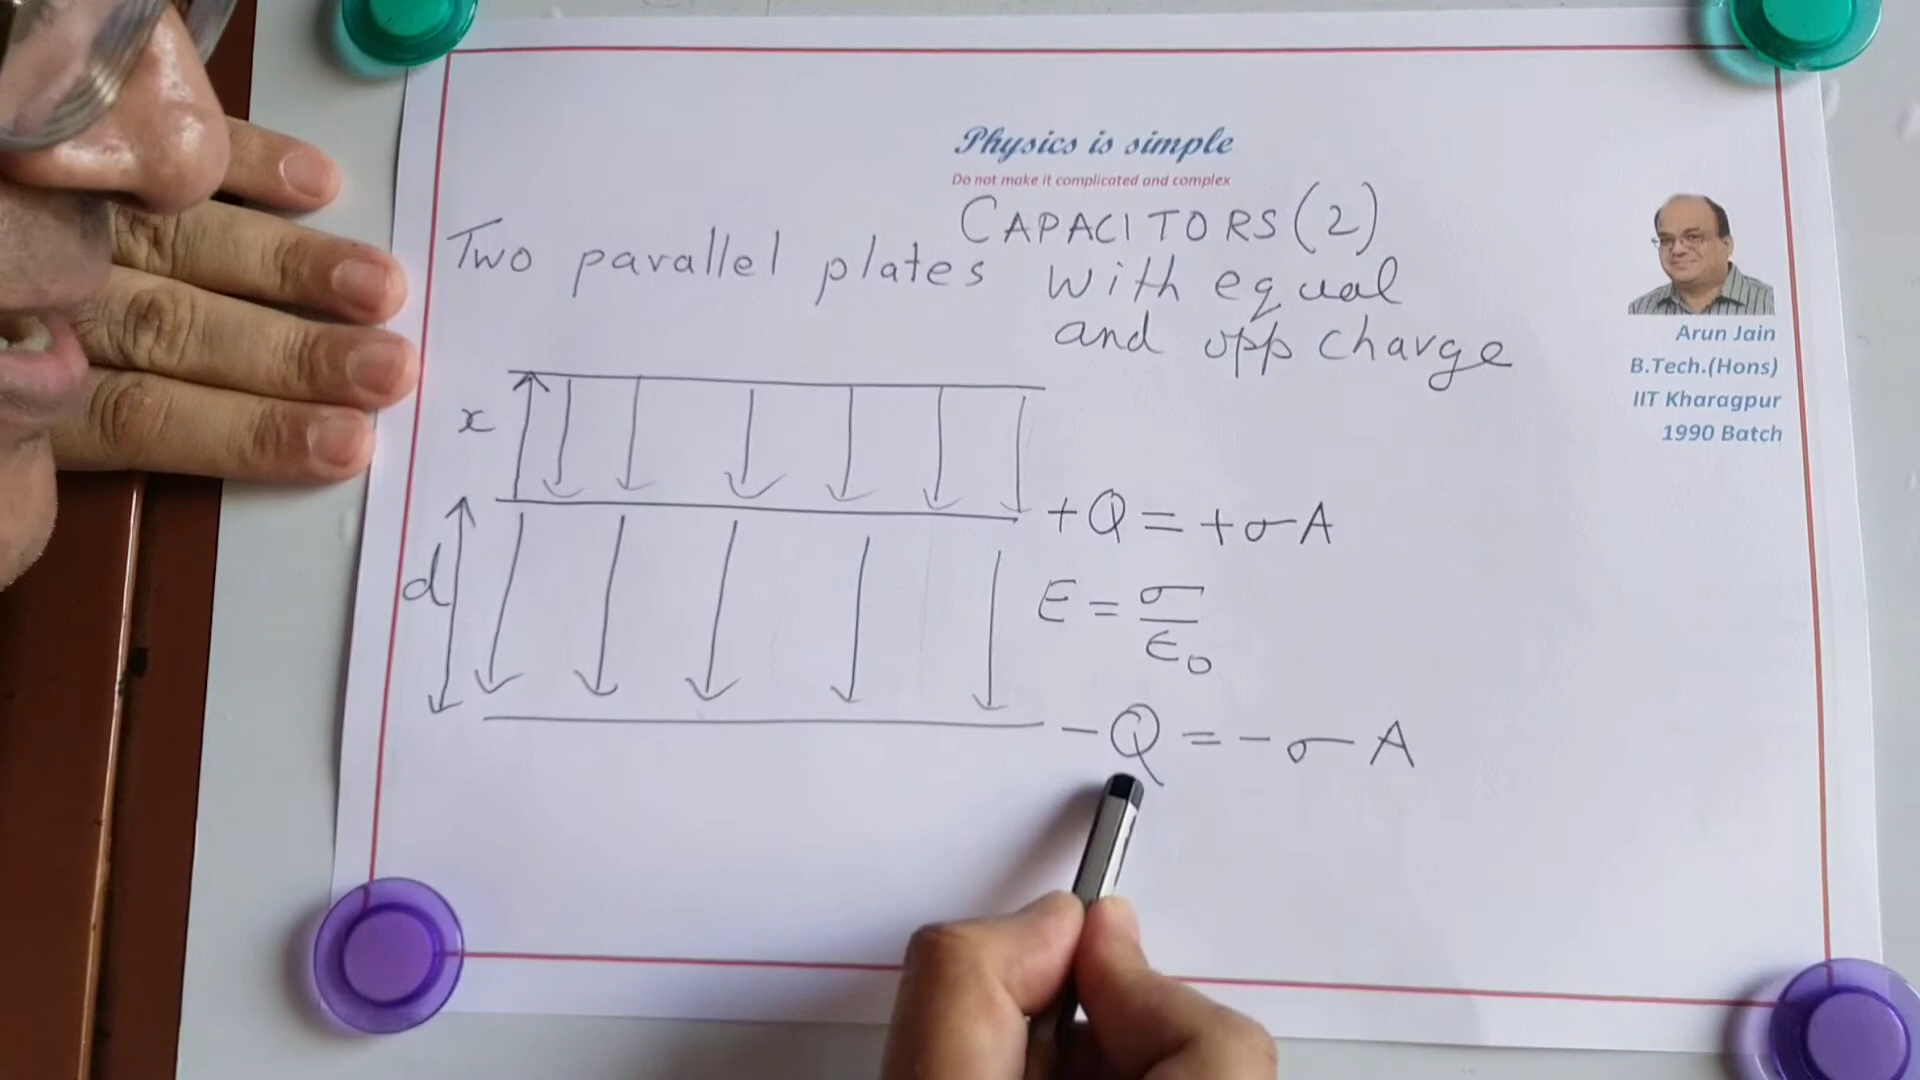 Physics is simple
Do not make it complicated and complex
CAPACITORS (2)
Two parallel plates with equal
and opp charge
x
+Q = +σA
d
E = σ/ϵ0
-Q = -σA
Arun Jain
B.Tech.(Hons)
IIT Kharagpur
1990 Batch